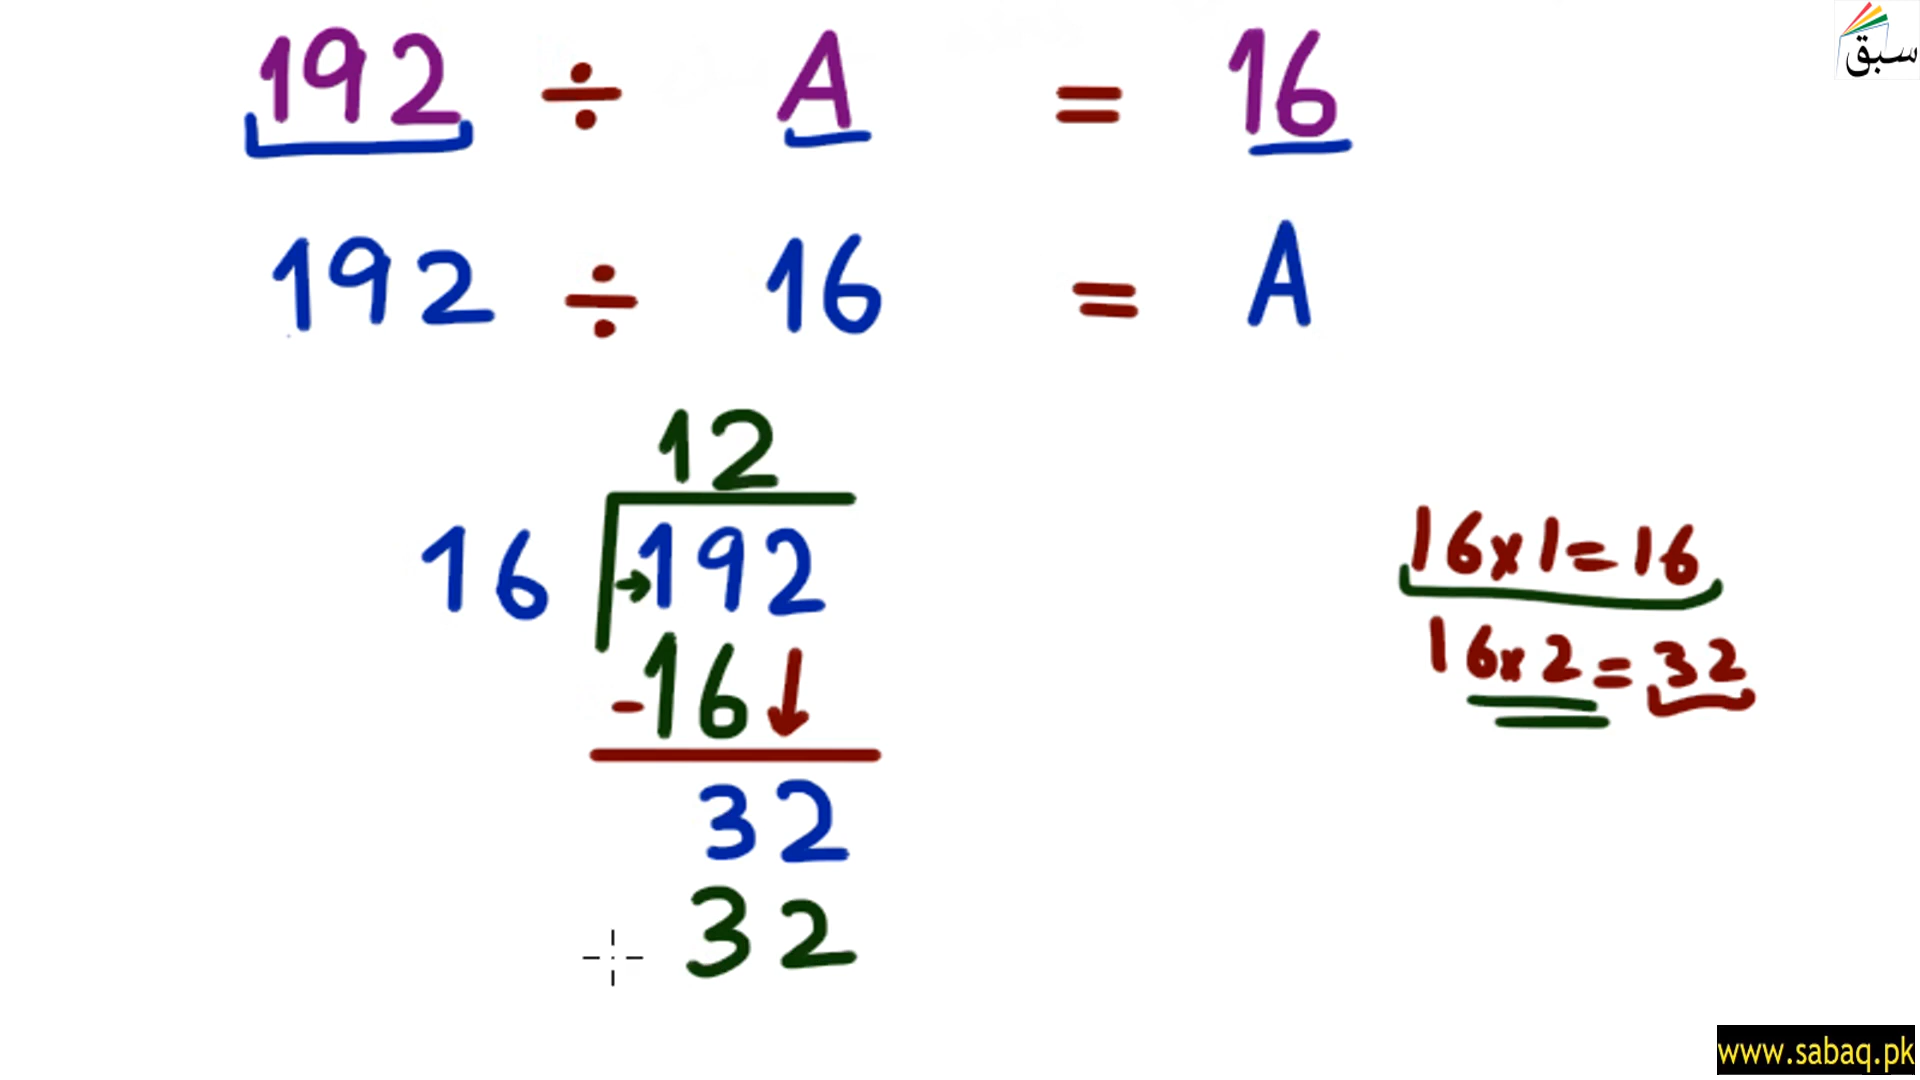 سبق
192 ÷ A = 16
192 ÷ 16 = A
12
16 192
-16
32
32
16x1=16
16x2=32
www.sabaq.pk